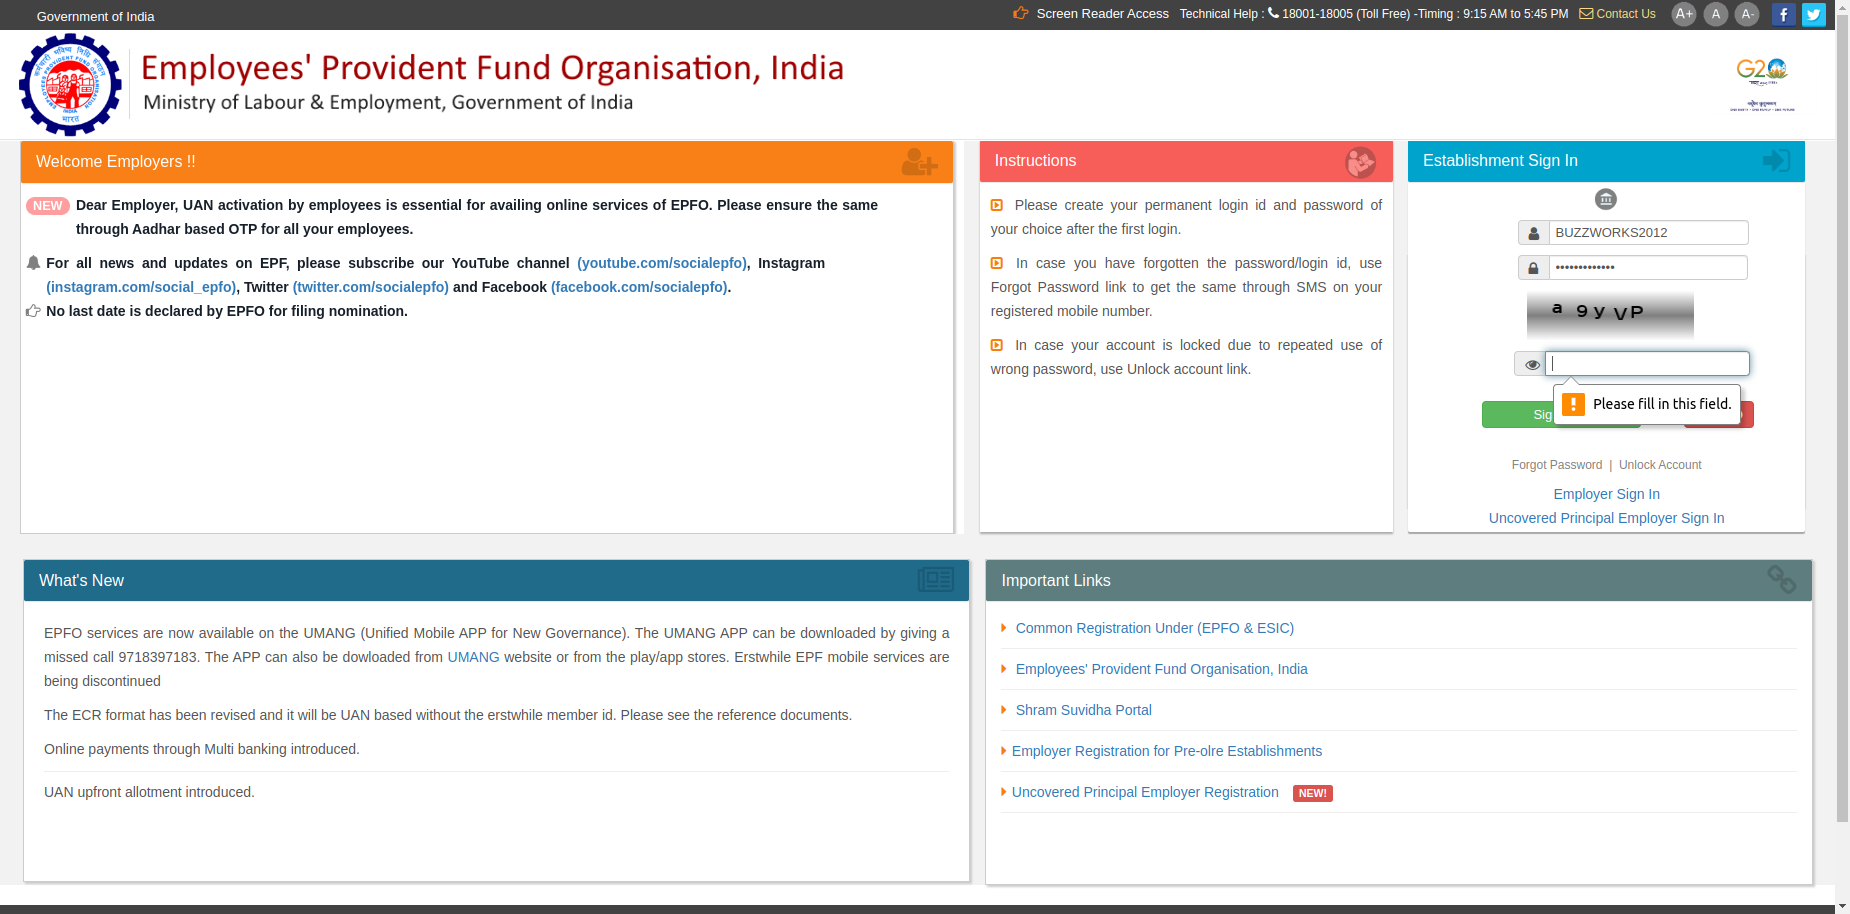 Government of India
Screen Reader Access Technical Help : 18001-18005 (Toll Free) -Timing : 9:15 AM to 5:45 PM Contact Us A+ A A-
Employees' Provident Fund Organisation, India
Ministry of Labour & Employment, Government of India
G20
Welcome Employers !!
NEW Dear Employer, UAN activation by employees is essential for availing online services of EPFO. Please ensure the same
through Aadhar based OTP for all your employees.
For all news and updates on EPF, please subscribe our YouTube channel (youtube.com/socialepfo), Instagram
(instagram.com/social_epfo), Twitter (twitter.com/socialepfo) and Facebook (facebook.com/socialepfo).
No last date is declared by EPFO for filing nomination.
Instructions
Please create your permanent login id and password of
your choice after the first login.
In case you have forgotten the password/login id, use
Forgot Password link to get the same through SMS on your
registered mobile number.
In case your account is locked due to repeated use of
wrong password, use Unlock account link.
Establishment Sign In
BUZZWORKS2012
•••••••••••••
a 9 y V P
Please fill in this field.
Sig
Forgot Password | Unlock Account
Employer Sign In
Uncovered Principal Employer Sign In
What's New
EPFO services are now available on the UMANG (Unified Mobile APP for New Governance). The UMANG APP can be downloaded by giving a
missed call 9718397183. The APP can also be dowloaded from UMANG website or from the play/app stores. Erstwhile EPF mobile services are
being discontinued
The ECR format has been revised and it will be UAN based without the erstwhile member id. Please see the reference documents.
Online payments through Multi banking introduced.
UAN upfront allotment introduced.
Important Links
Common Registration Under (EPFO & ESIC)
Employees' Provident Fund Organisation, India
Shram Suvidha Portal
Employer Registration for Pre-olre Establishments
Uncovered Principal Employer Registration NEW!